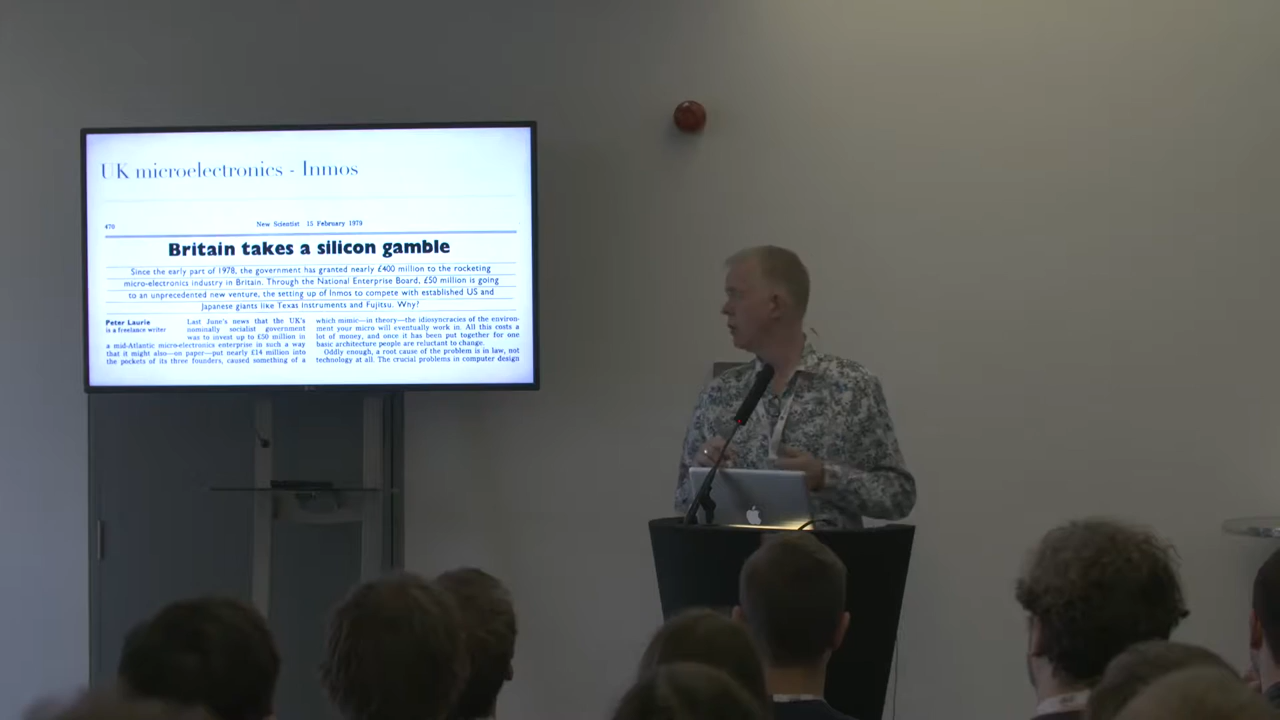 UK microelectronics - Inmos
470
New Scientist 15 February 1979
Britain takes a silicon gamble
Since the early part of 1978, the government has granted nearly £400 million to the rocketing
micro-electronics industry in Britain. Through the National Enterprise Board, £50 million is going
to an unprecedented new venture, the setting up of Inmos to compete with established US and
Japanese giants like Texas Instruments and Fujitsu. Why?
Peter Laurie
is a freelance writer
Last June's news that the UK's
nominally socialist government
was to invest up to £50 million in
a mid-Atlantic micro-electronics enterprise in such a way
that it might also—on paper—put nearly £14 million into
the pockets of its three founders, caused something of a
which mimic—in theory—the idiosyncracies of the environ-
ment your micro will eventually work in. All this costs a
lot of money, and once it has been put together for one
basic architecture people are reluctant to change.
Oddly enough, a root cause of the problem is in law, not
technology at all. The crucial problems in computer design